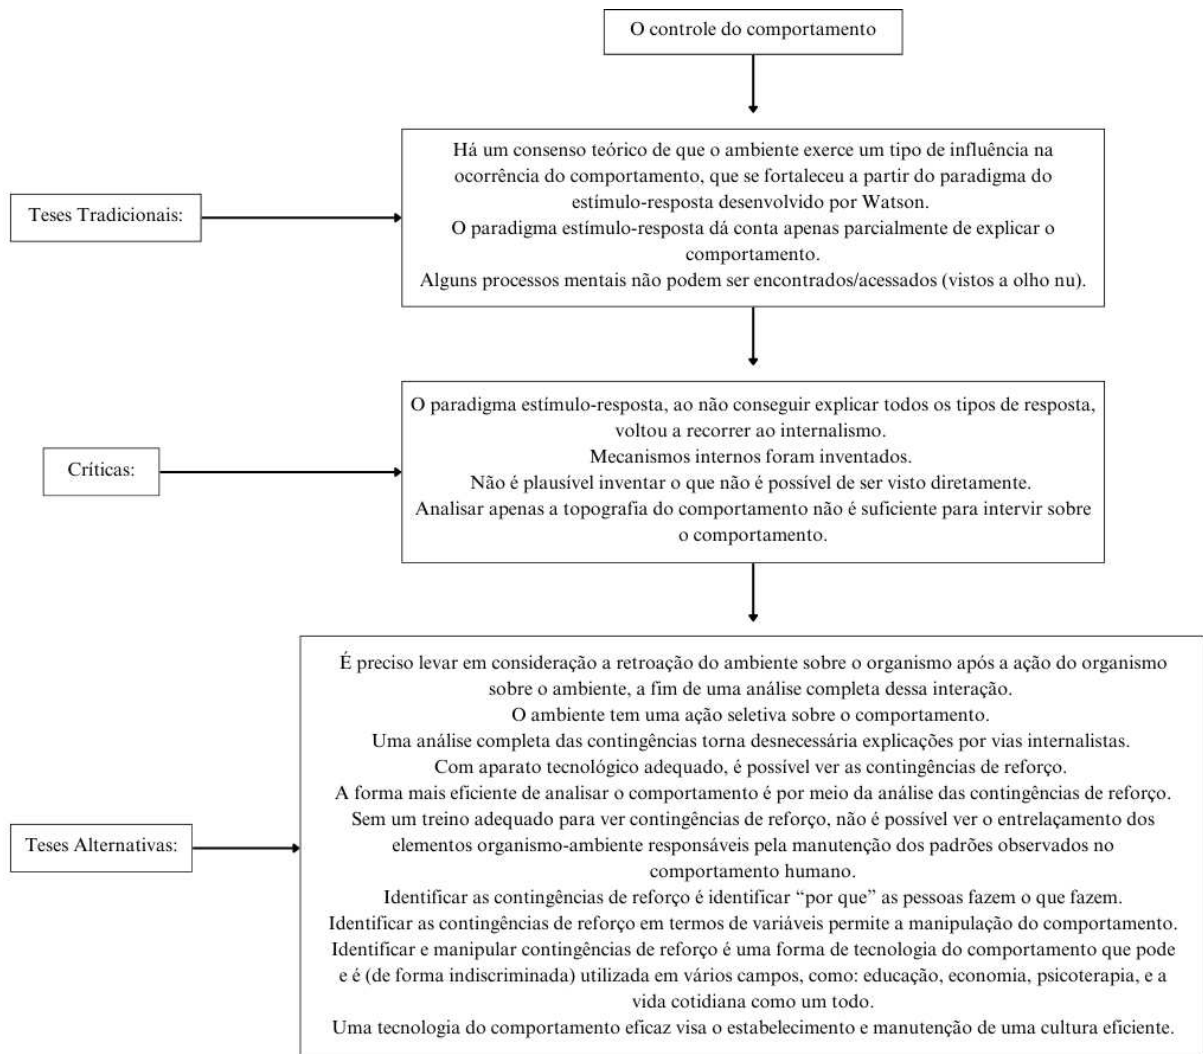 O controle do comportamento
Teses Tradicionais:
Há um consenso teórico de que o ambiente exerce um tipo de influência na
ocorrência do comportamento, que se fortaleceu a partir do paradigma do
estímulo-resposta desenvolvido por Watson.
O paradigma estímulo-resposta dá conta apenas parcialmente de explicar o
comportamento.
Alguns processos mentais não podem ser encontrados/acessados (vistos a olho nu).
Críticas:
O paradigma estímulo-resposta, ao não conseguir explicar todos os tipos de resposta,
voltou a recorrer ao internalismo.
Mecanismos internos foram inventados.
Não é plausível inventar o que não é possível de ser visto diretamente.
Analisar apenas a topografia do comportamento não é suficiente para intervir sobre
o comportamento.
Teses Alternativas:
É preciso levar em consideração a retroação do ambiente sobre o organismo após a ação do organismo
sobre o ambiente, a fim de uma análise completa dessa interação.
O ambiente tem uma ação seletiva sobre o comportamento.
Uma análise completa das contingências torna desnecessária explicações por vias internalistas.
Com aparato tecnológico adequado, é possível ver as contingências de reforço.
A forma mais eficiente de analisar o comportamento é por meio da análise das contingências de reforço.
Sem um treino adequado para ver contingências de reforço, não é possível ver o entrelaçamento dos
elementos organismo-ambiente responsáveis pela manutenção dos padrões observados no
comportamento humano.
Identificar as contingências de reforço é identificar “por que” as pessoas fazem o que fazem.
Identificar as contingências de reforço em termos de variáveis permite a manipulação do comportamento.
Identificar e manipular contingências de reforço é uma forma de tecnologia do comportamento que pode
e é (de forma indiscriminada) utilizada em vários campos, como: educação, economia, psicoterapia, e a
vida cotidiana como um todo.
Uma tecnologia do comportamento eficaz visa o estabelecimento e manutenção de uma cultura eficiente.